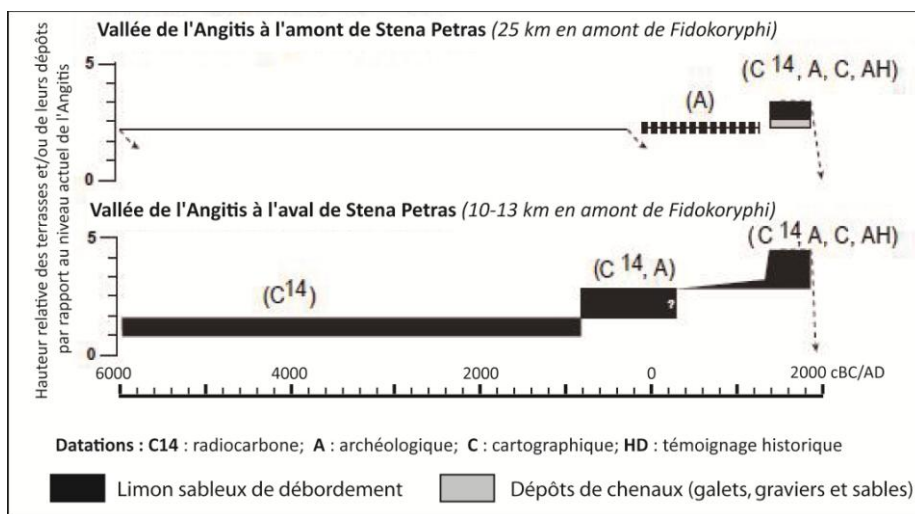 Vallée de l'Angitis à l'amont de Stena Petras (25 km en amont de Fidokoryphi)
Hauteur relative des terrasses et/ou de leurs dépôts
par rapport au niveau actuel de l'Angitis
5
(C 14, A, C, AH)
(A)
0
Vallée de l'Angitis à l'aval de Stena Petras (10-13 km en amont de Fidokoryphi)
5
(C 14 A, C, AH)
(C 14, A)
(C14)
?
0
6000 4000 2000 0 2000 cBC/AD
Datations : C14 : radiocarbone; A : archéologique; C : cartographique; HD : témoignage historique
Limon sableux de débordement Dépôts de chenaux (galets, graviers et sables)